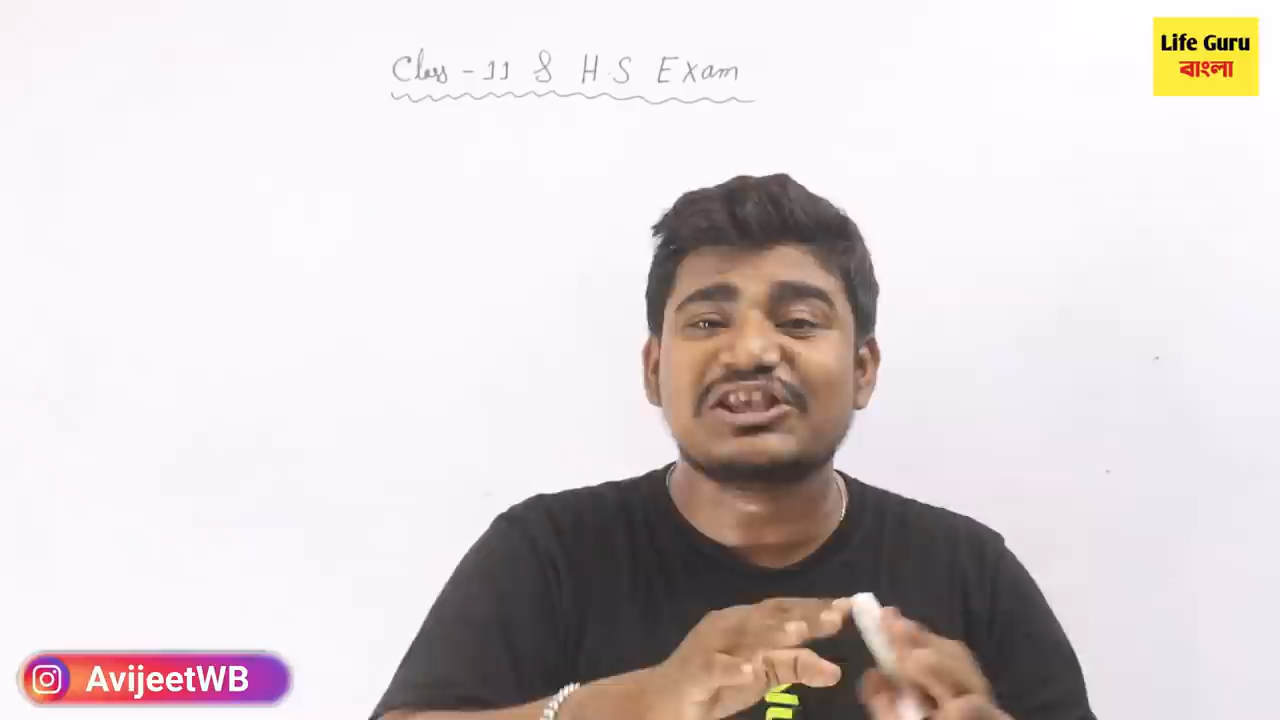 Class - 11 & H.S Exam
Life Guru
বাংলা
AvijeetWB